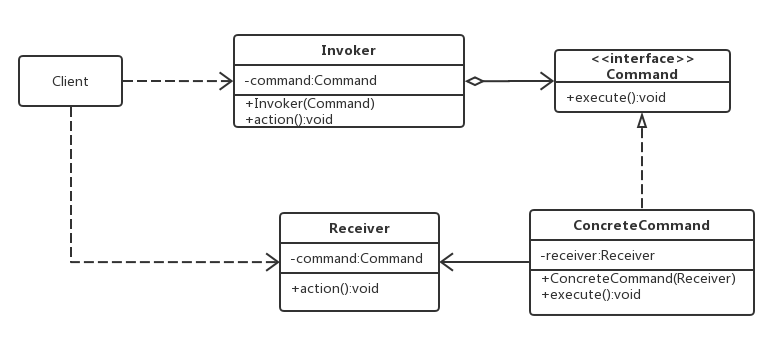 Client
Invoker
-command:Command
+Invoker(Command)
+action():void
<<interface>>
Command
+execute():void
Receiver
-command:Command
+action():void
ConcreteCommand
-receiver:Receiver
+ConcreteCommand(Receiver)
+execute():void